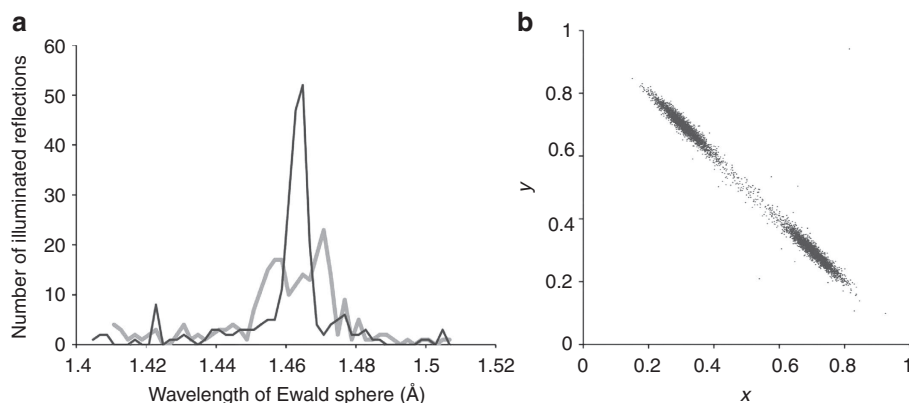 a
Number of illuminated reflections
60
50
40
30
20
10
0
1.4 1.42 1.44 1.46 1.48 1.5 1.52
Wavelength of Ewald sphere (Å)
b
y
1
0.8
0.6
0.4
0.2
0
0 0.2 0.4 0.6 0.8 1
x